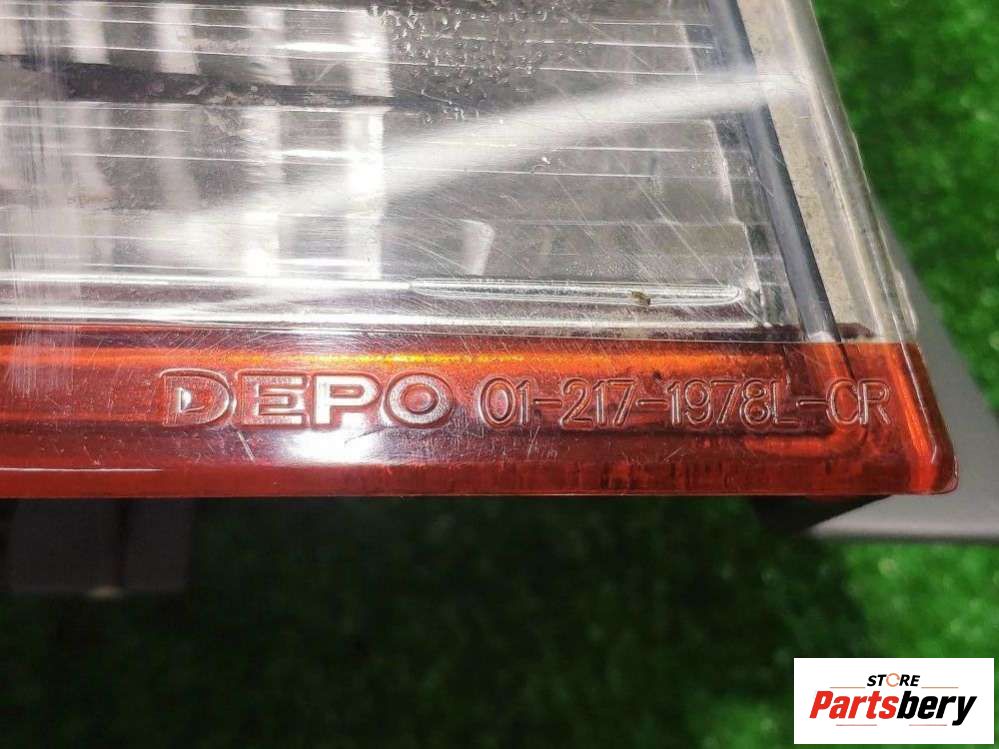 DEPO 01-217-1978L-CR
STORE
Partsbery